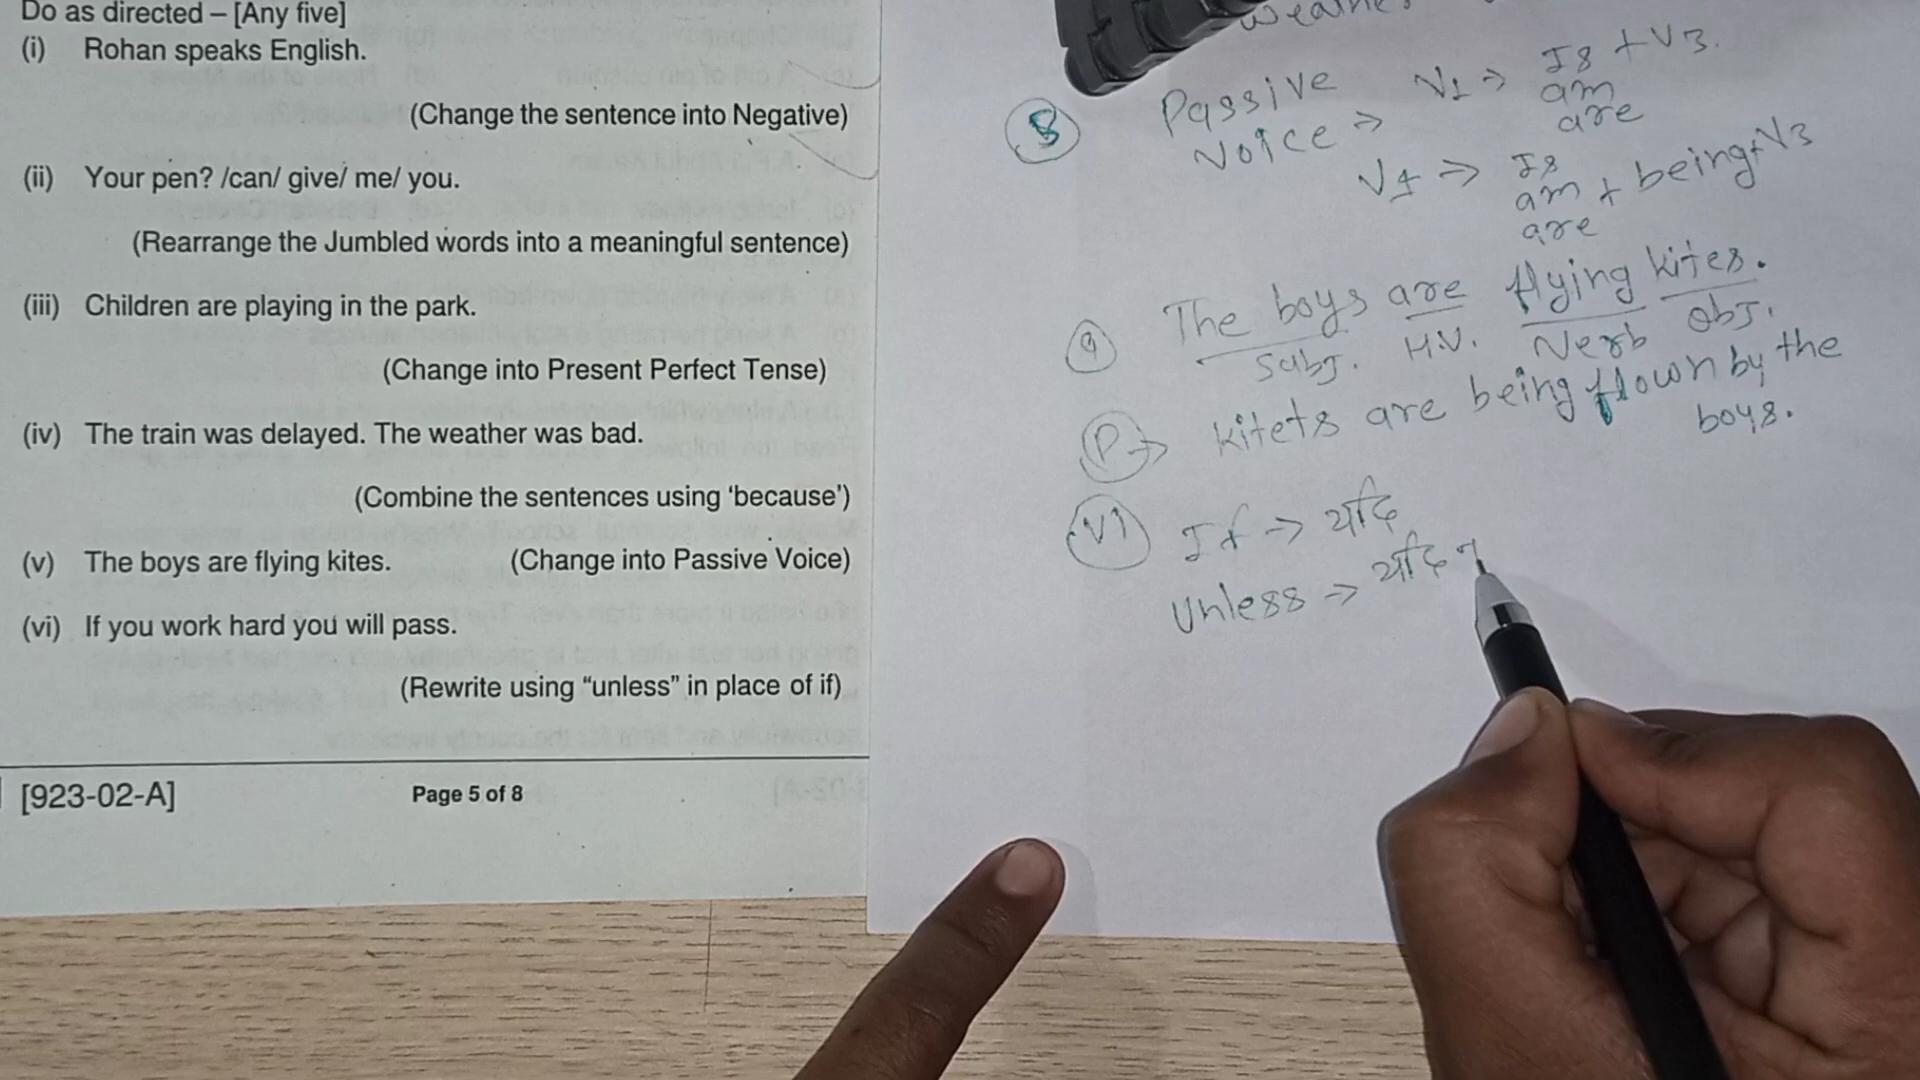 Do as directed – [Any five]
(i) Rohan speaks English.
(Change the sentence into Negative)
(ii) Your pen? /can/ give/ me/ you.
(Rearrange the Jumbled words into a meaningful sentence)
(iii) Children are playing in the park.
(Change into Present Perfect Tense)
(iv) The train was delayed. The weather was bad.
(Combine the sentences using ‘because’)
(v) The boys are flying kites. (Change into Passive Voice)
(vi) If you work hard you will pass.
(Rewrite using “unless” in place of if)
[923-02-A] Page 5 of 8
Passive Voice ⇒ V1 ⇒ Is + V3.
am
are
V4 ⇒ Is
am + being + V3
are
The boys are flying kites.
Subj. H.V. Verb obj.
(P) → kitets are being flown by the
boys.
(VI) If → यदि
Unless → यदि न